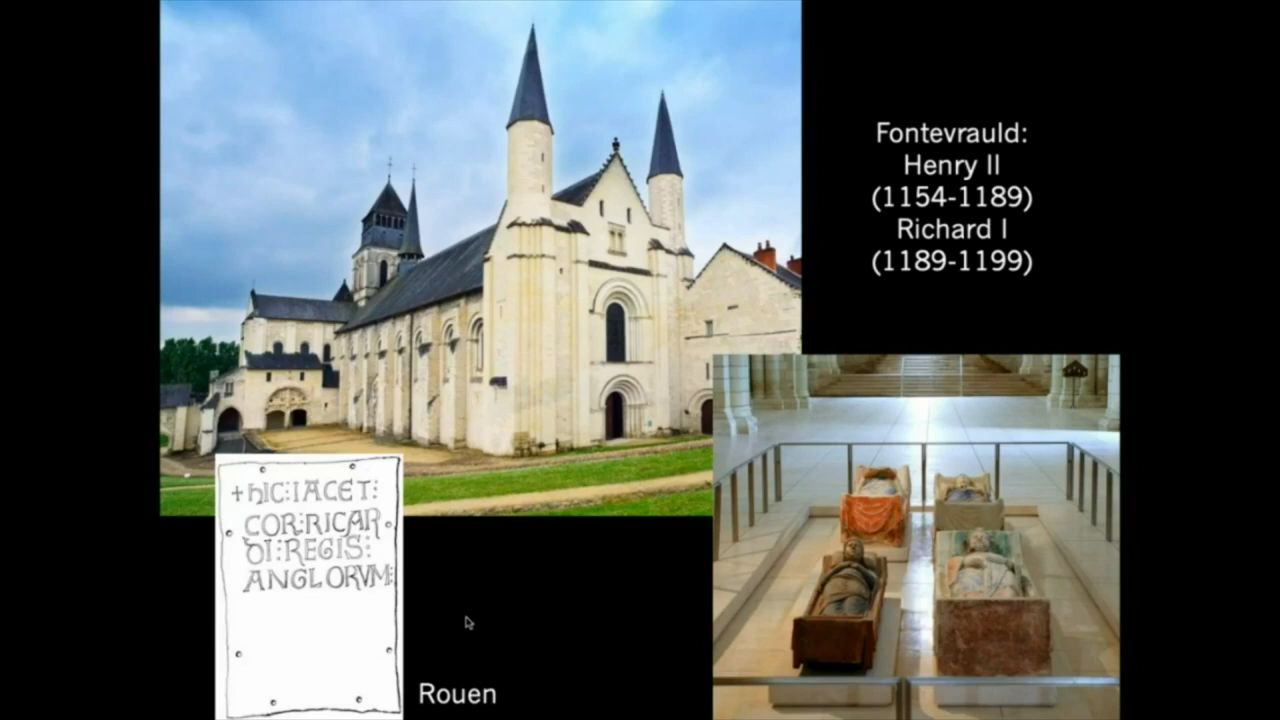 Fontevrauld:
Henry II
(1154-1189)
Richard I
(1189-1199)
+hIC:IACET:
COR:RICAR
DI:REGIS:
ANGLORVM:
Rouen